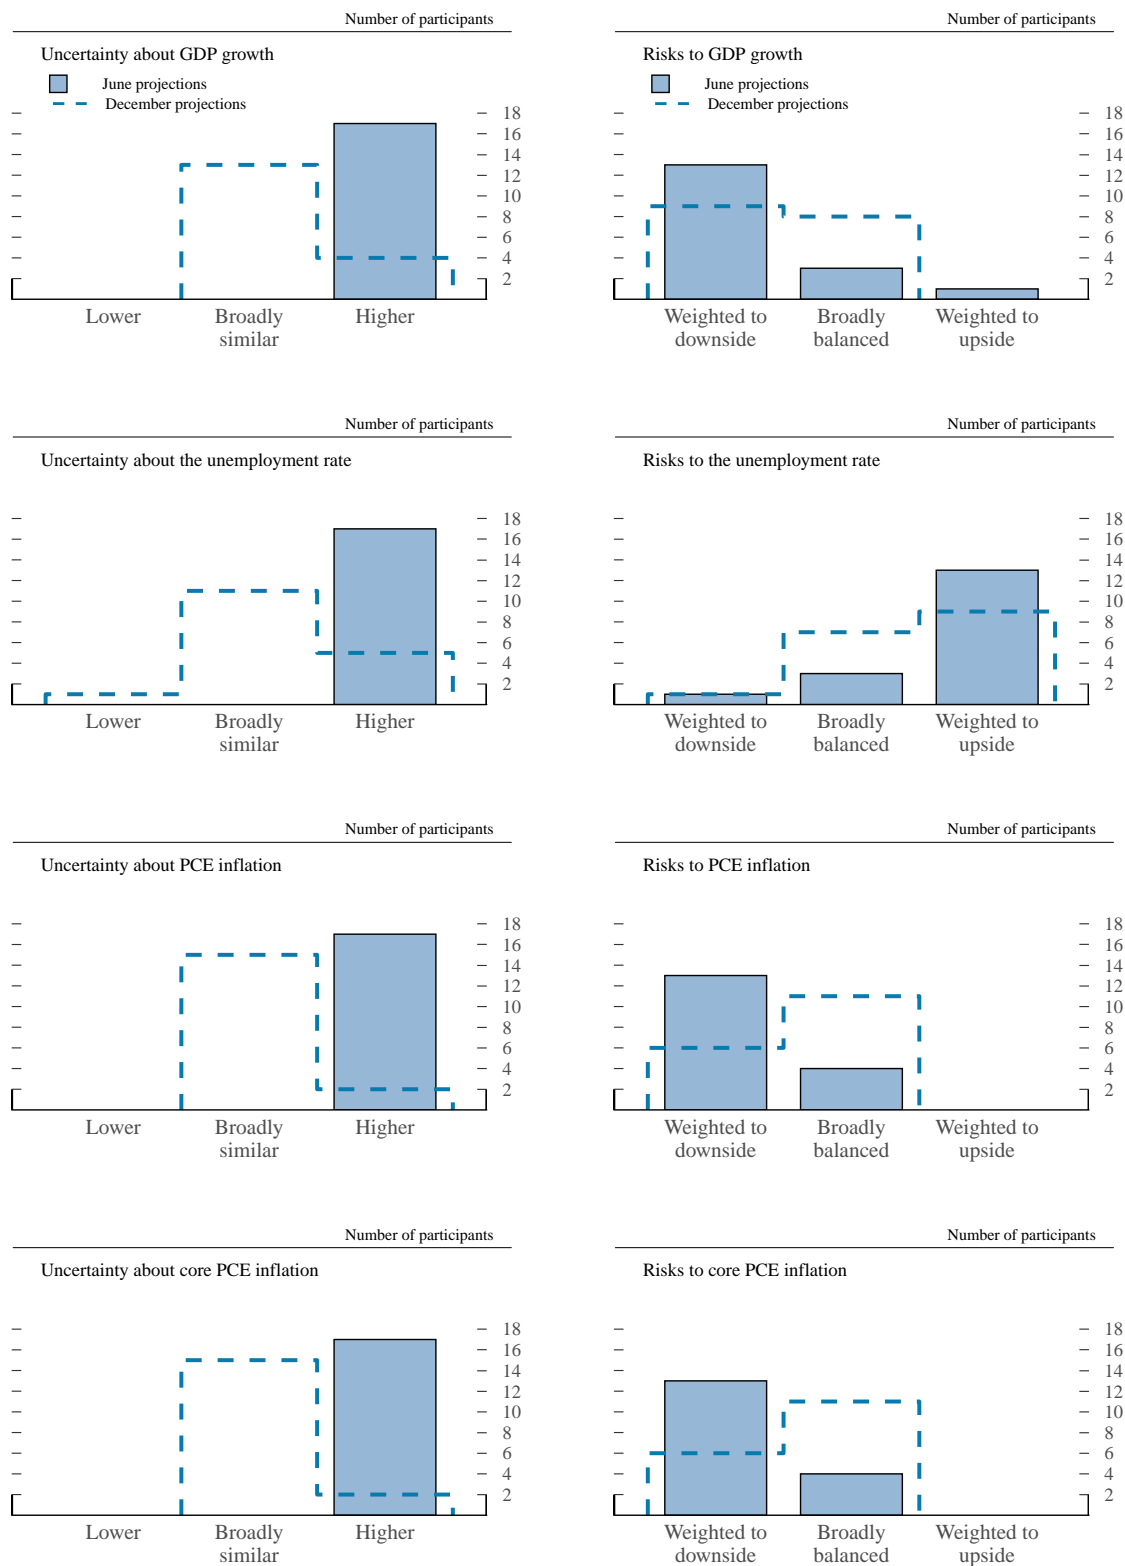 Number of participants
Uncertainty about GDP growth
June projections
December projections
18
16
14
12
10
8
6
4
2
Lower
Broadly
similar
Higher
Number of participants
Risks to GDP growth
June projections
December projections
18
16
14
12
10
8
6
4
2
Weighted to
downside
Broadly
balanced
Weighted to
upside
Number of participants
Uncertainty about the unemployment rate
18
16
14
12
10
8
6
4
2
Lower
Broadly
similar
Higher
Number of participants
Risks to the unemployment rate
18
16
14
12
10
8
6
4
2
Weighted to
downside
Broadly
balanced
Weighted to
upside
Number of participants
Uncertainty about PCE inflation
18
16
14
12
10
8
6
4
2
Lower
Broadly
similar
Higher
Number of participants
Risks to PCE inflation
18
16
14
12
10
8
6
4
2
Weighted to
downside
Broadly
balanced
Weighted to
upside
Number of participants
Uncertainty about core PCE inflation
18
16
14
12
10
8
6
4
2
Lower
Broadly
similar
Higher
Number of participants
Risks to core PCE inflation
18
16
14
12
10
8
6
4
2
Weighted to
downside
Broadly
balanced
Weighted to
upside